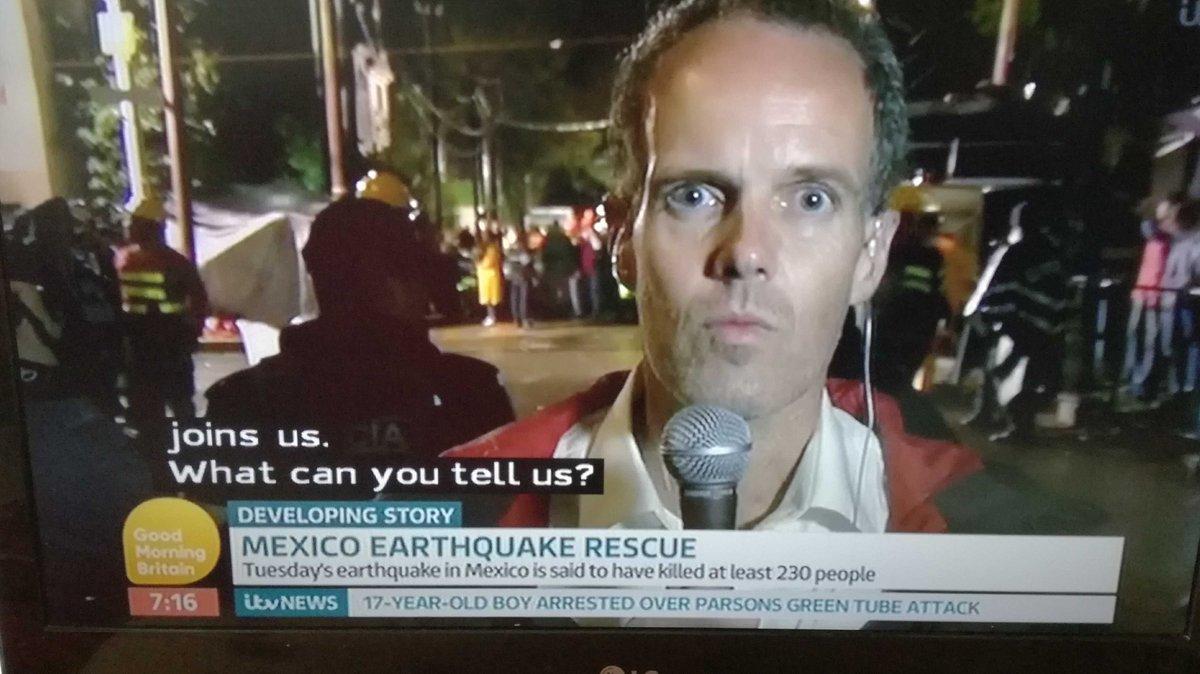 joins us.
What can you tell us?
DEVELOPING STORY
Good
Morning
Britain
MEXICO EARTHQUAKE RESCUE
Tuesday's earthquake in Mexico is said to have killed at least 230 people
7:16
itv NEWS
17-YEAR-OLD BOY ARRESTED OVER PARSONS GREEN TUBE ATTACK
LG